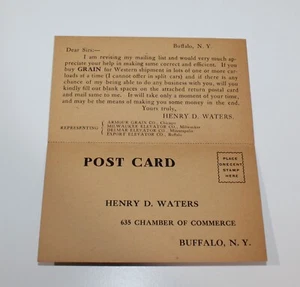 Buffalo, N. Y.
Dear Sirs:—
I am revising my mailing list and would very much ap-
preciate your help in making same correct and efficient. If you
buy GRAIN for Western shipment in lots of one or more car-
loads at a time (I cannot offer in split cars) and if there is any
chance of my being able to do any business with you, will you
kindly fill out blank spaces on the attached return postal card
and mail same to me. It will take only a moment of your time,
and may be the means of making you some money in the end.
Yours truly,
HENRY D. WATERS.
REPRESENTING
ARMOUR GRAIN CO., Chicago
MILWAUKEE ELEVATOR CO., Milwaukee
DELMAR ELEVATOR CO., Minneapolis
EXPORT ELEVATOR CO., Buffalo.
POST CARD
PLACE
ONE CENT
STAMP
HERE
HENRY D. WATERS
635 CHAMBER OF COMMERCE
BUFFALO, N. Y.